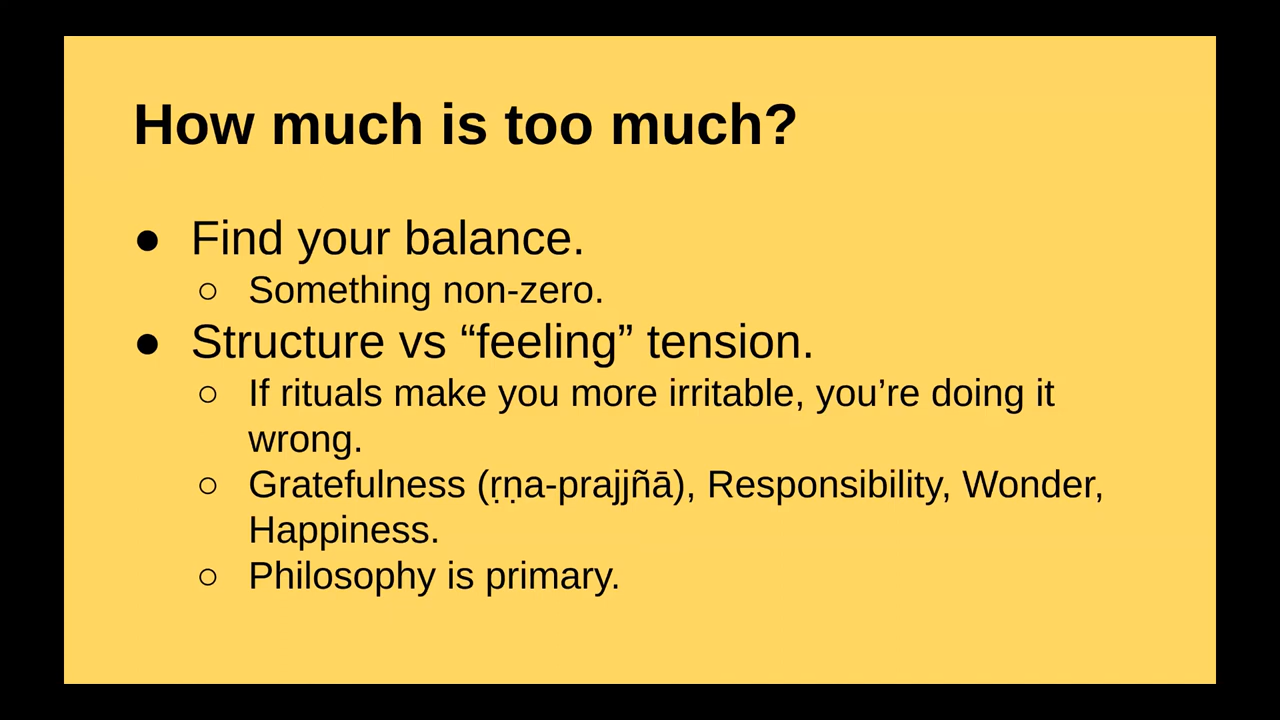 How much is too much?
● Find your balance.
○ Something non-zero.
● Structure vs “feeling” tension.
○ If rituals make you more irritable, you’re doing it
wrong.
○ Gratefulness (ṛṇa-prajjñā), Responsibility, Wonder,
Happiness.
○ Philosophy is primary.